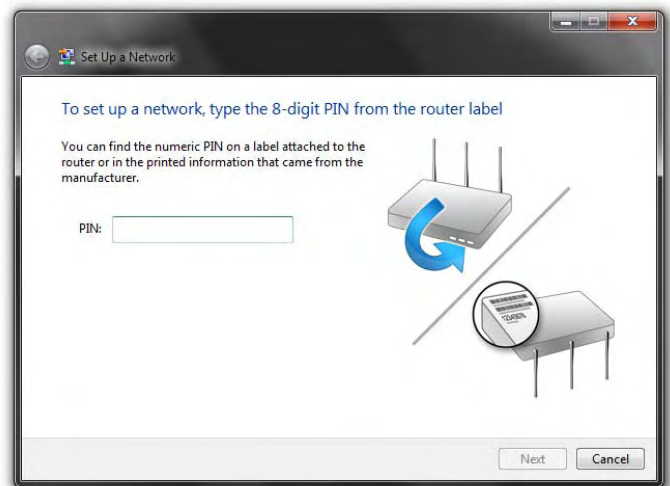 Set Up a Network
To set up a network, type the 8-digit PIN from the router label
You can find the numeric PIN on a label attached to the
router or in the printed information that came from the
manufacturer.
PIN:
12345678
Next
Cancel